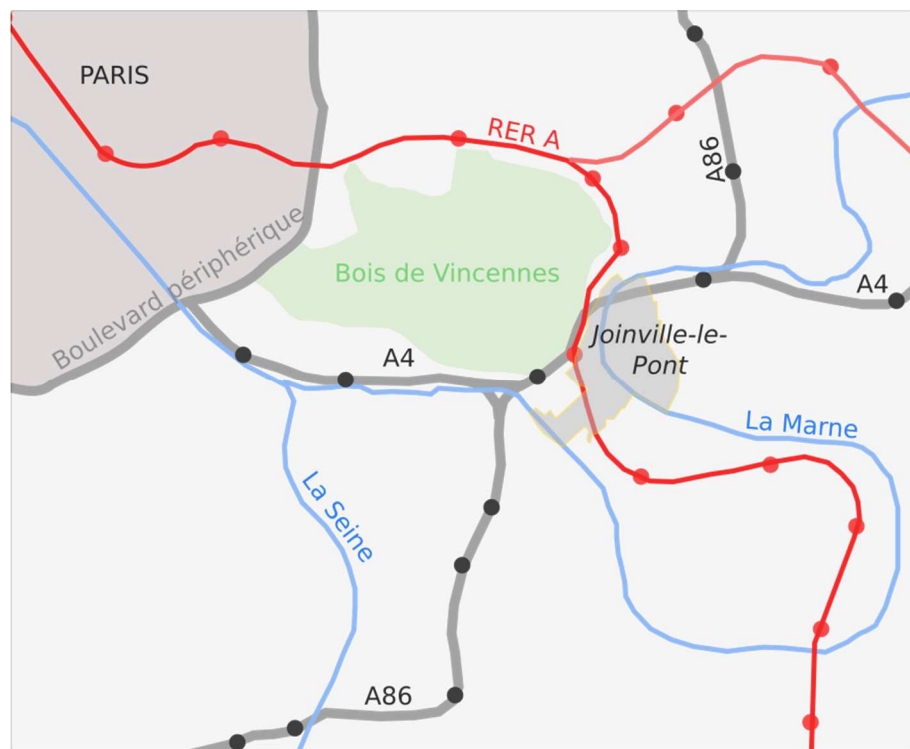 PARIS
RER A
A86
Boulevard périphérique
Bois de Vincennes
A4
Joinville-le-
Pont
A4
La Marne
La Seine
A86